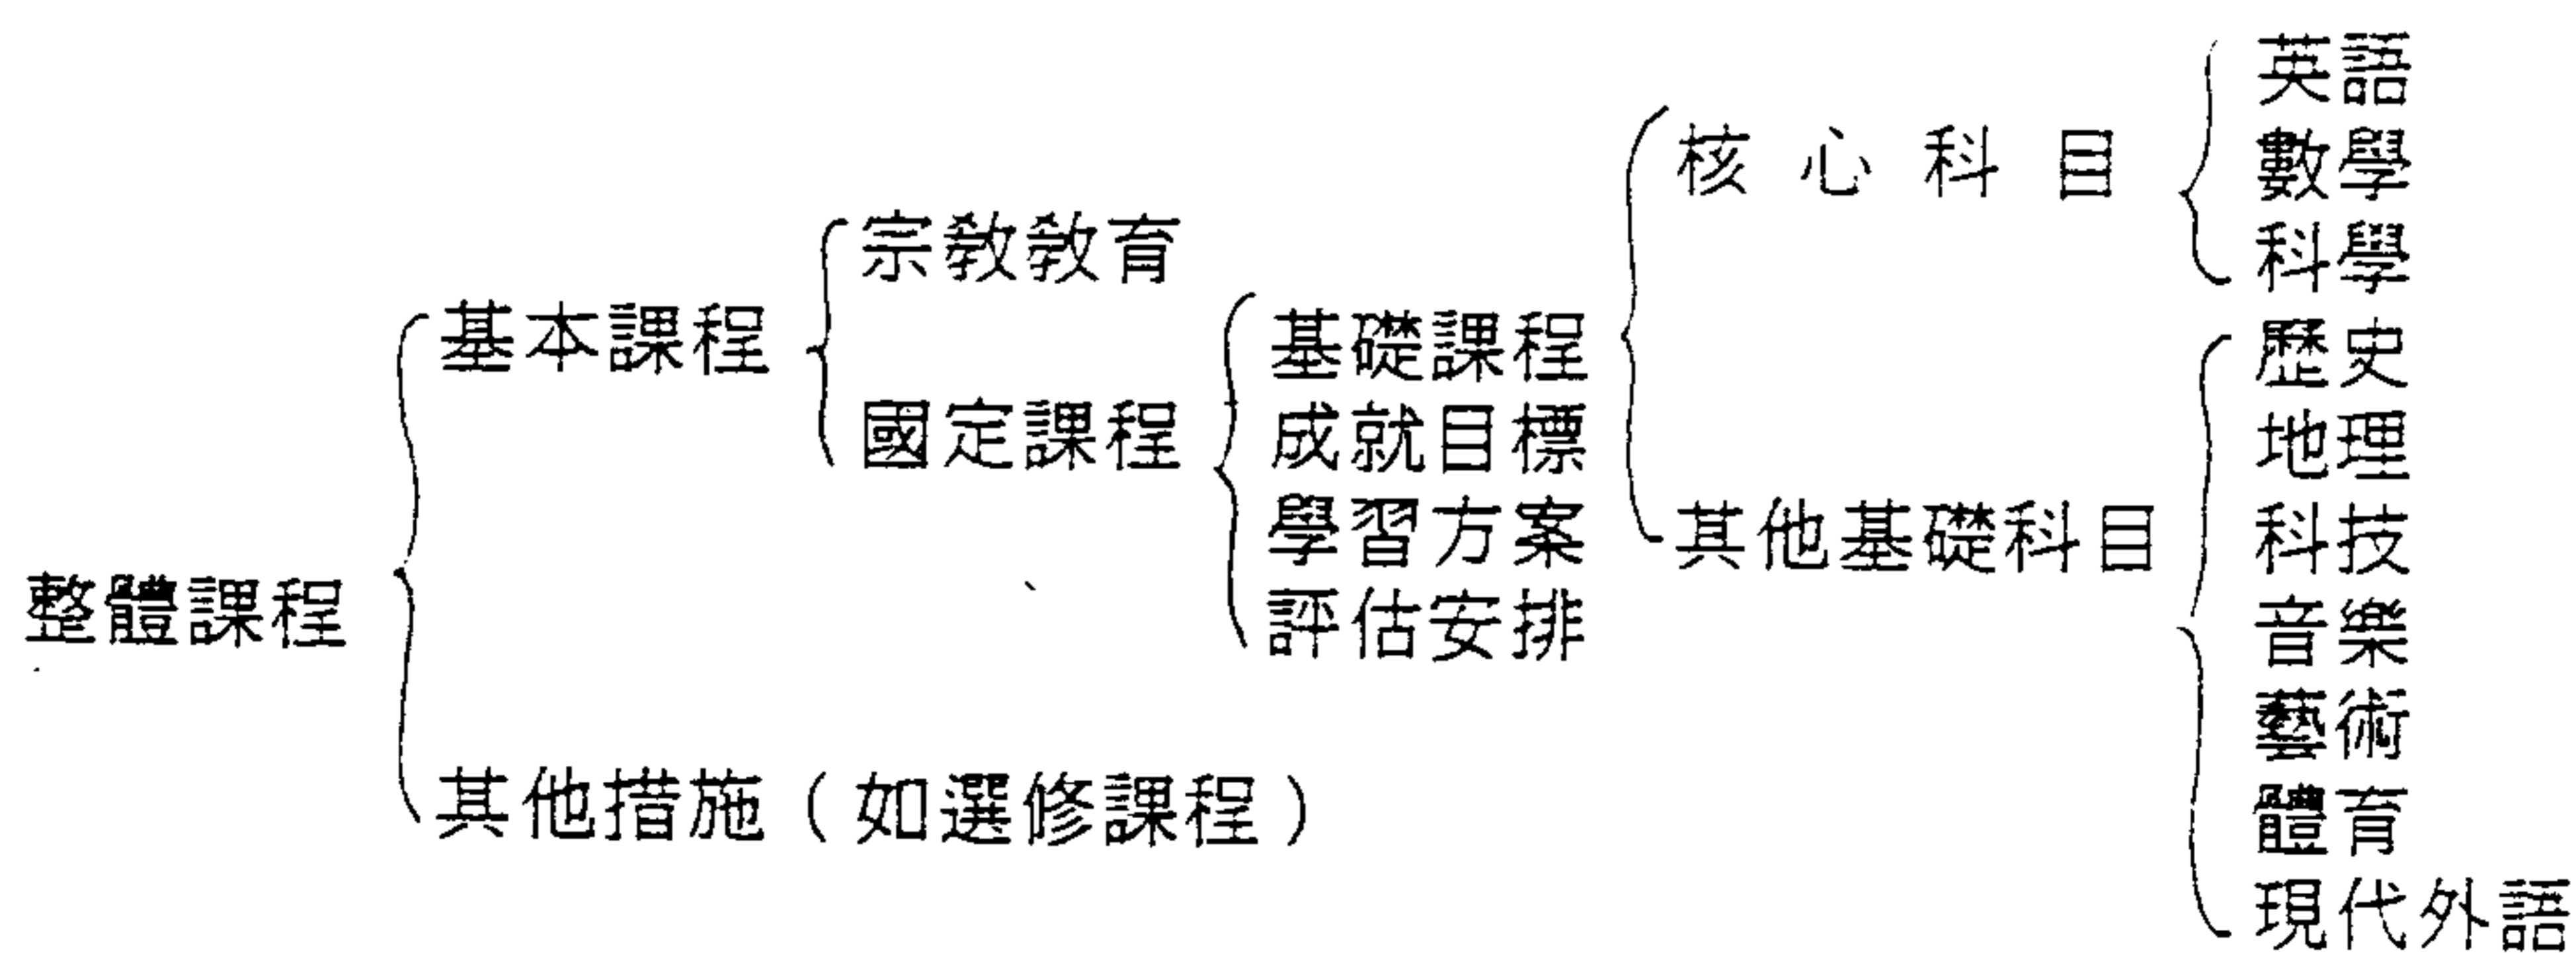 整體課程
基本課程
其他措施（如選修課程）
宗教教育
國定課程
基礎課程
成就目標
學習方案
評估安排
核心科目
其他基礎科目
英語
數學
科學
歷史
地理
科技
音樂
藝術
體育
現代外語